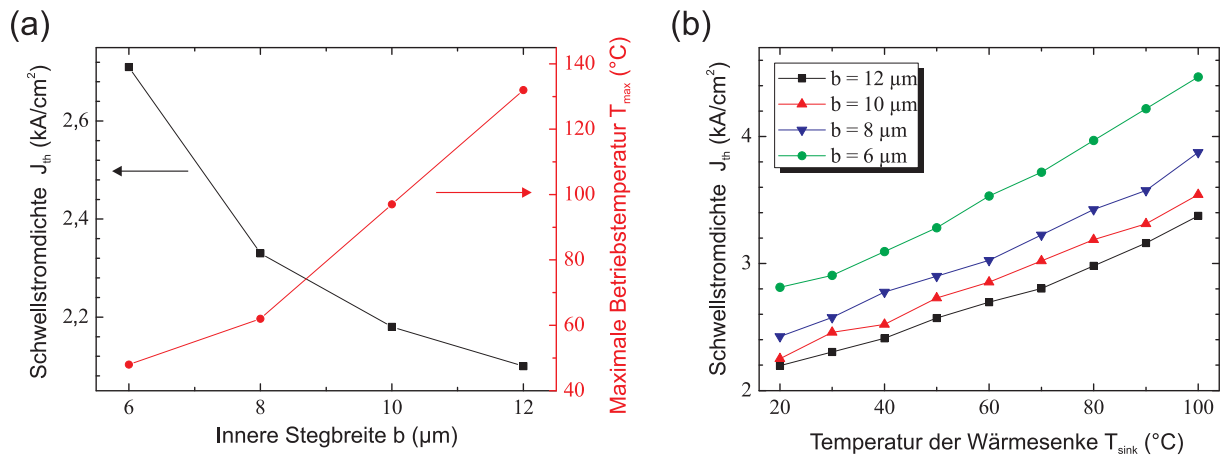 (a)
Schwellstromdichte J_th (kA/cm²)
2,6
2,4
2,2
6
8
10
12
Innere Stegbreite b (µm)
140
120
100
80
60
40
Maximale Betriebstemperatur T_max (°C)
(b)
Schwellstromdichte J_th (kA/cm²)
4
3
2
b = 12 µm
b = 10 µm
b = 8 µm
b = 6 µm
20
40
60
80
100
Temperatur der Wärmesenke T_sink (°C)